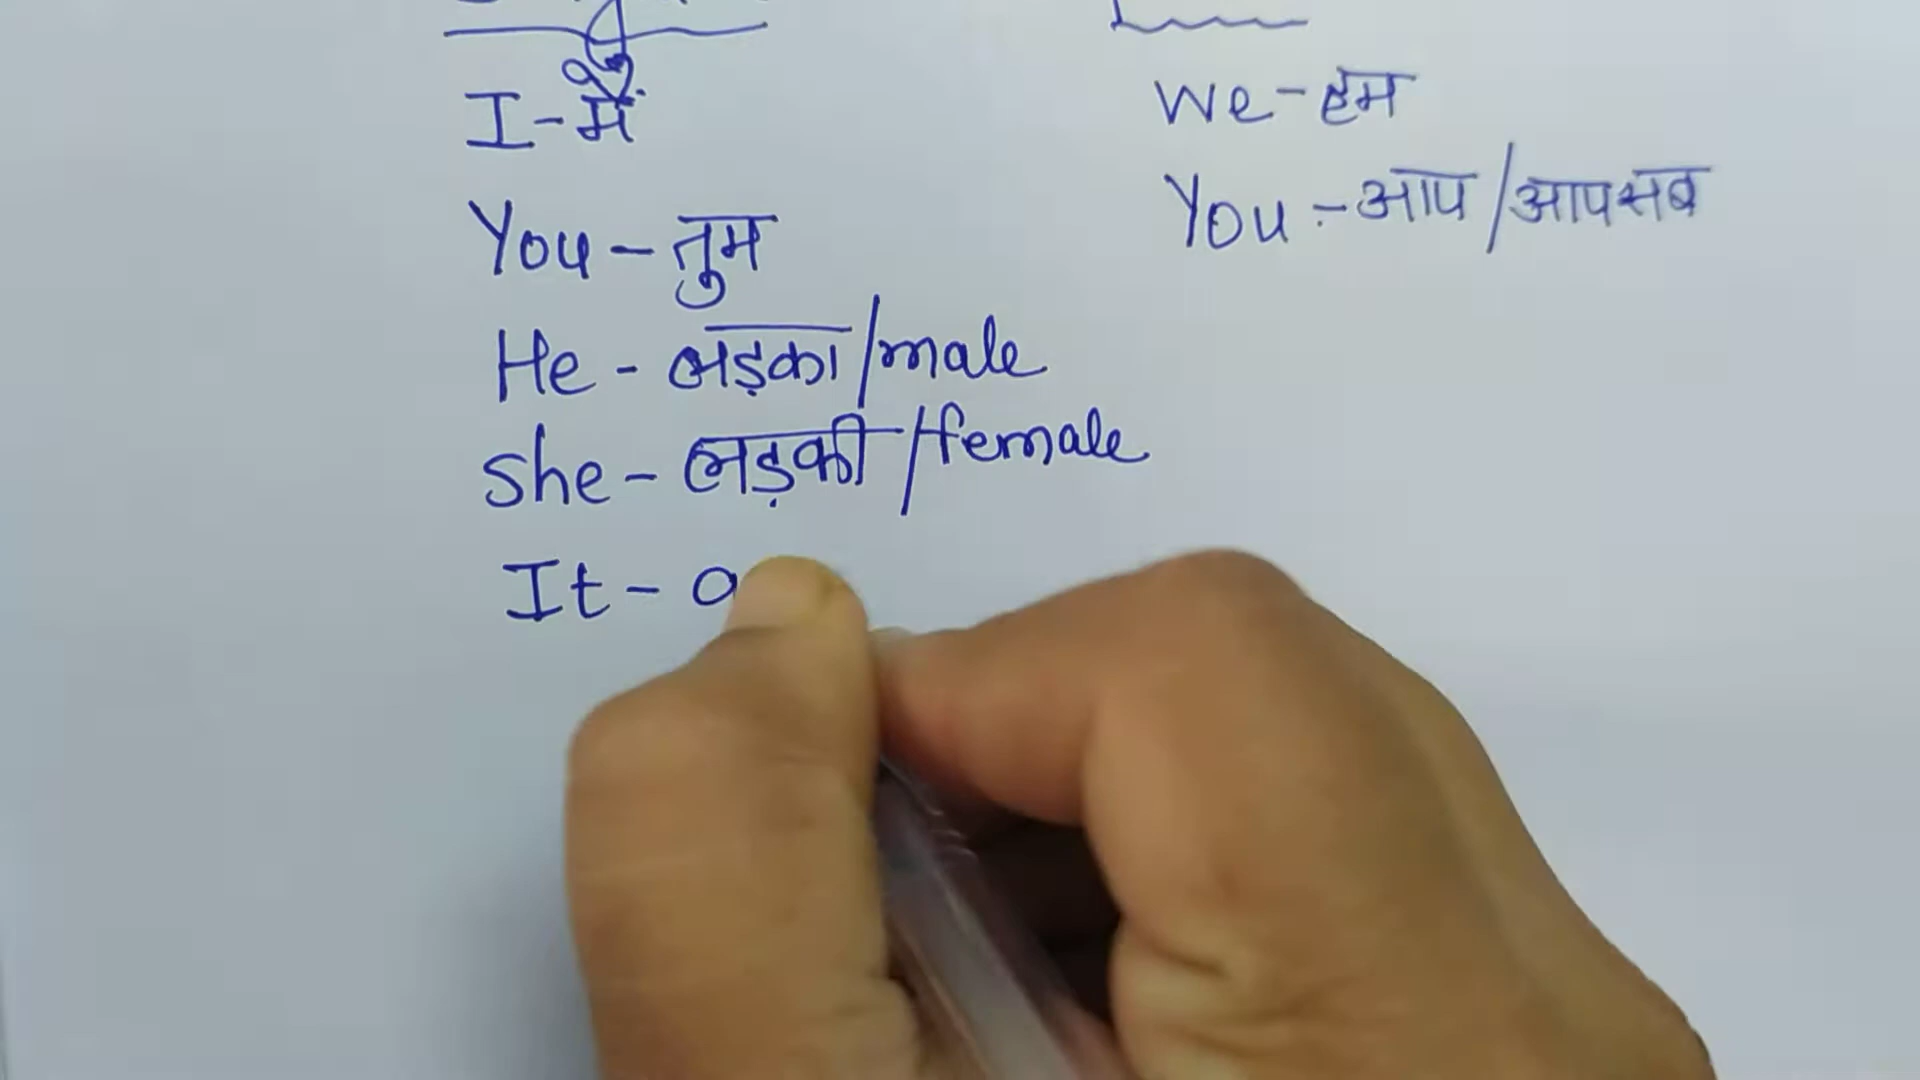 I-मैं
You - तुम
He - लड़का/male
She - लड़की/female
It -
We - हम
You :- आप/आपसब